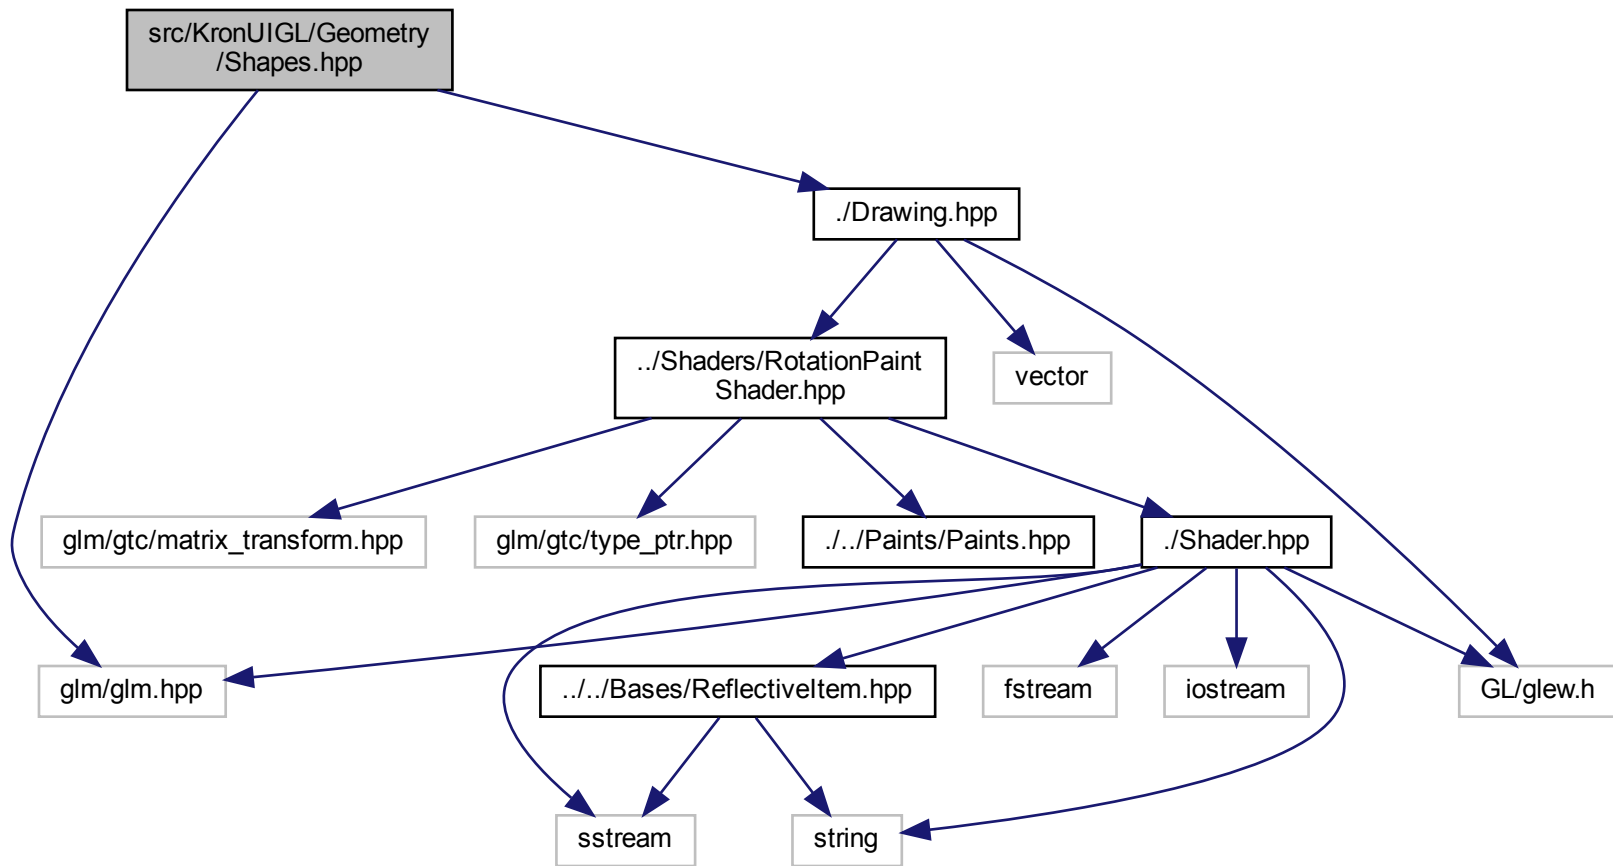 src/KronUIGL/Geometry
/Shapes.hpp
./Drawing.hpp
../Shaders/RotationPaint
Shader.hpp
vector
glm/gtc/matrix_transform.hpp
glm/gtc/type_ptr.hpp
./../Paints/Paints.hpp
./Shader.hpp
glm/glm.hpp
../../Bases/ReflectiveItem.hpp
fstream
iostream
GL/glew.h
sstream
string